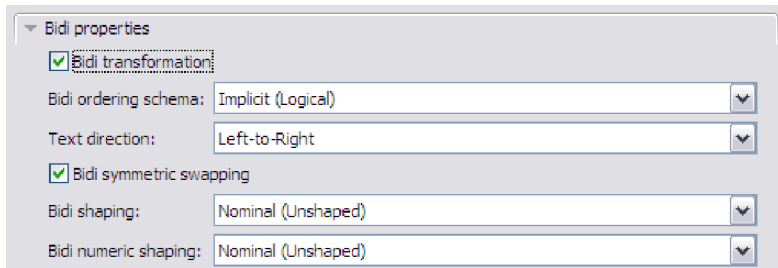 Bidi properties
Bidi transformation
Bidi ordering schema: Implicit (Logical)
Text direction: Left-to-Right
Bidi symmetric swapping
Bidi shaping: Nominal (Unshaped)
Bidi numeric shaping: Nominal (Unshaped)